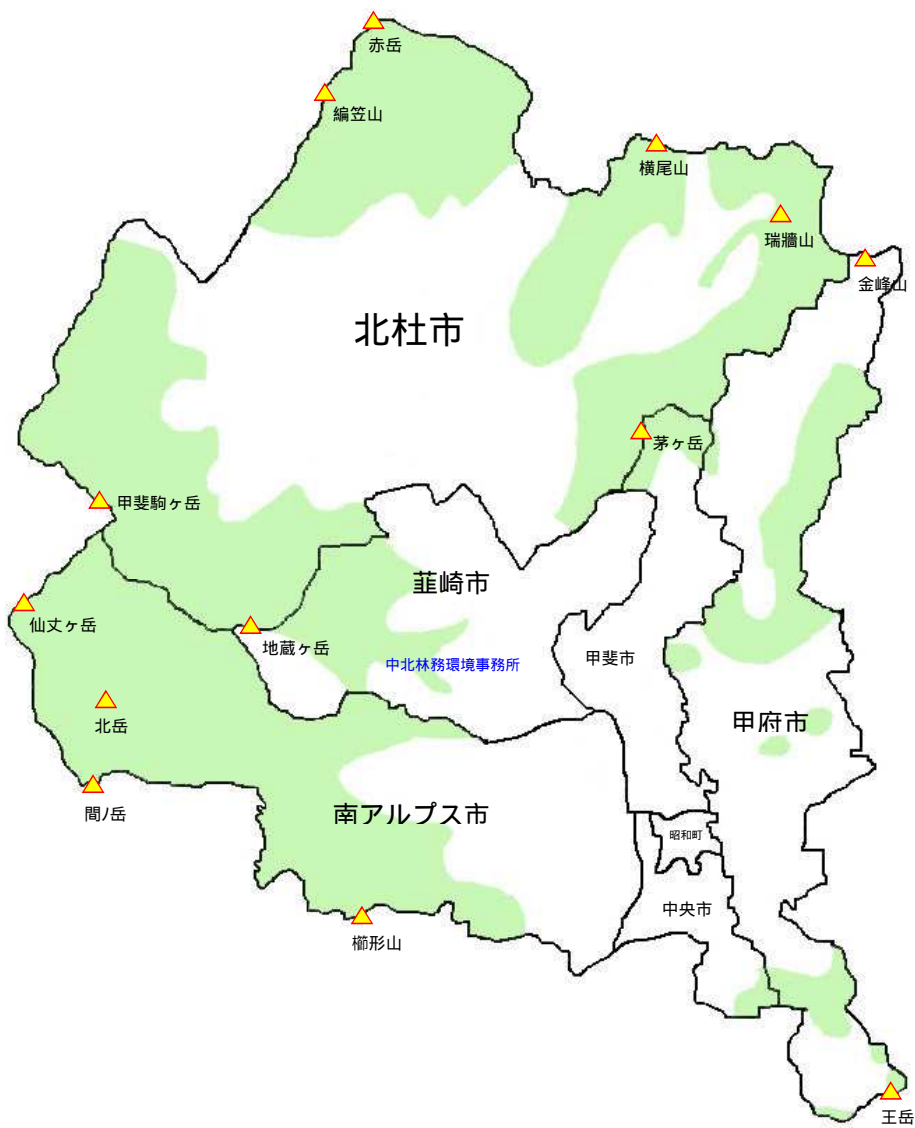 赤岳
編笠山
横尾山
瑞牆山
金峰山
北杜市
茅ヶ岳
甲斐駒ヶ岳
韮崎市
仙丈ヶ岳
地蔵ヶ岳
甲斐市
中北林務環境事務所
北岳
甲府市
間ノ岳
南アルプス市
昭和町
中央市
櫛形山
王岳